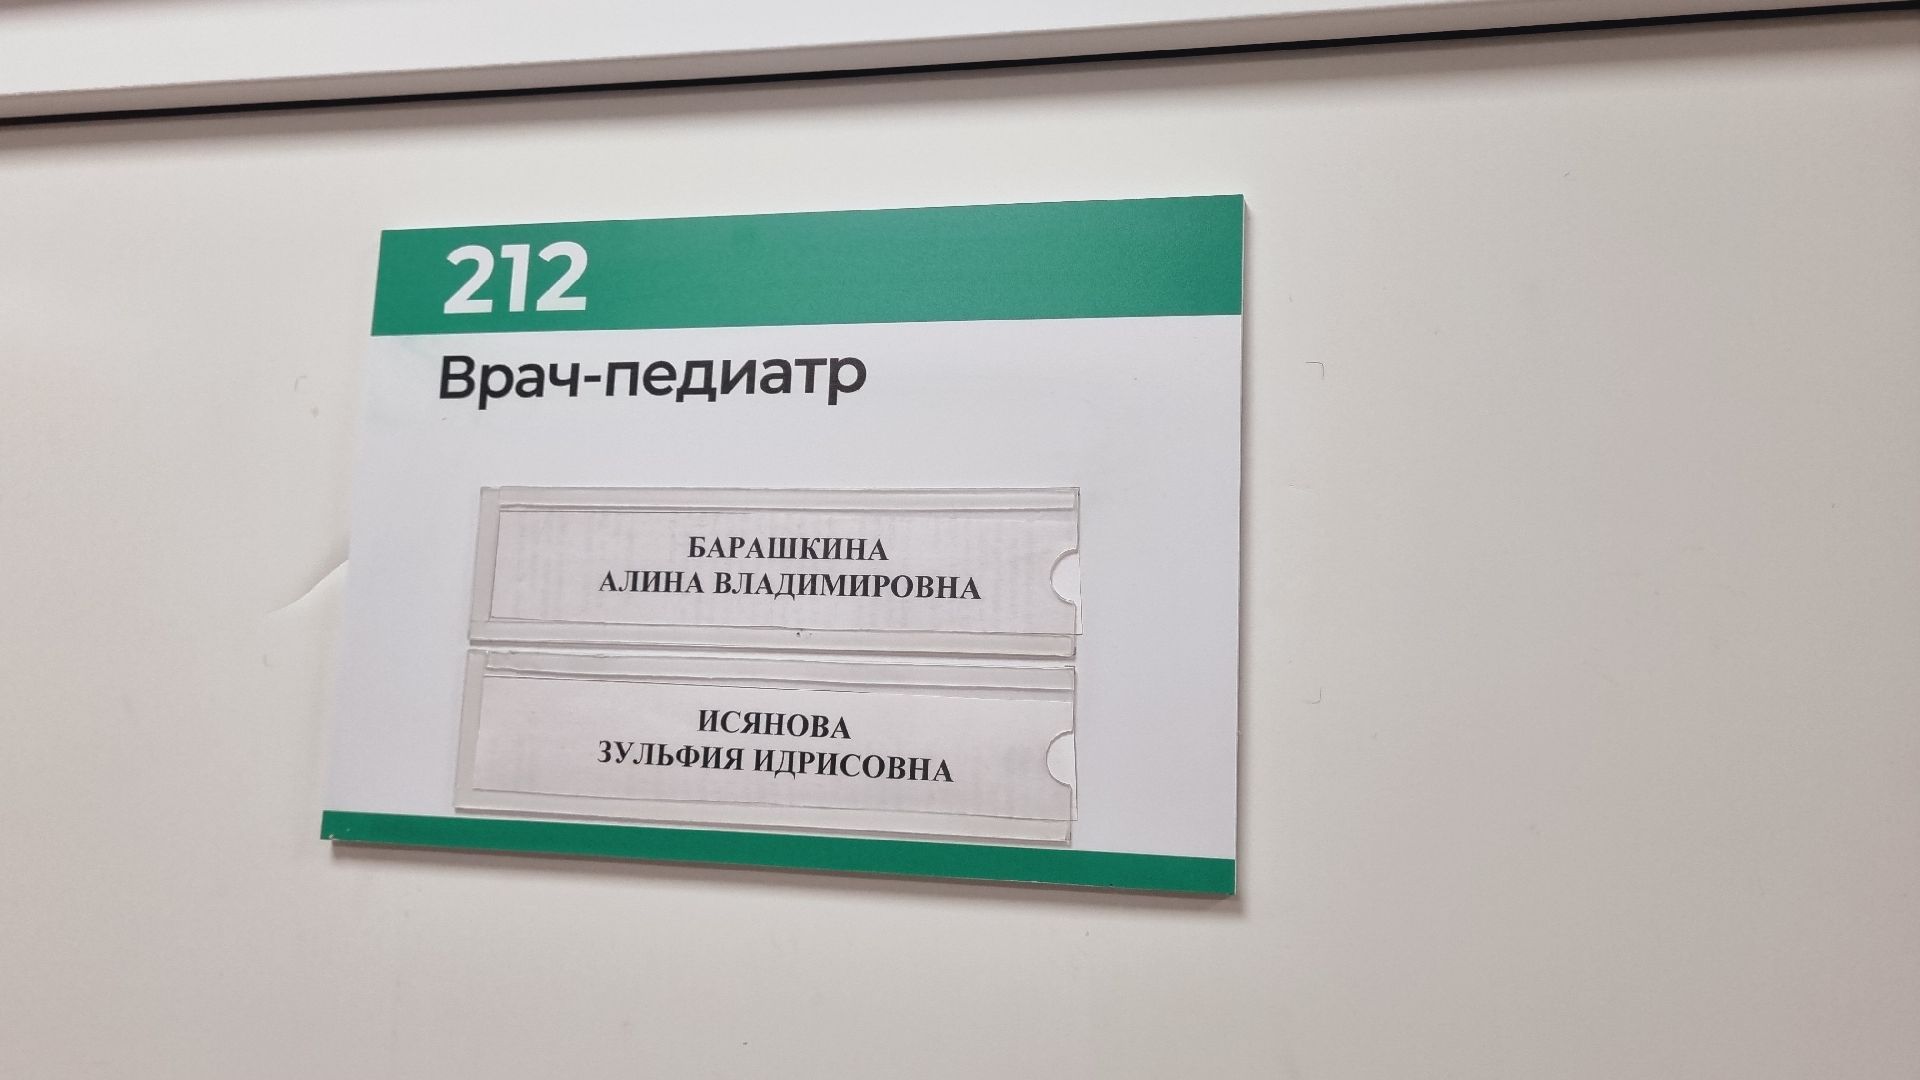 212
Врач-педиатр
БАРАШКИНА
АЛИНА ВЛАДИМИРОВНА
ИСЯНОВА
ЗУЛЬФИЯ ИДРИСОВНА